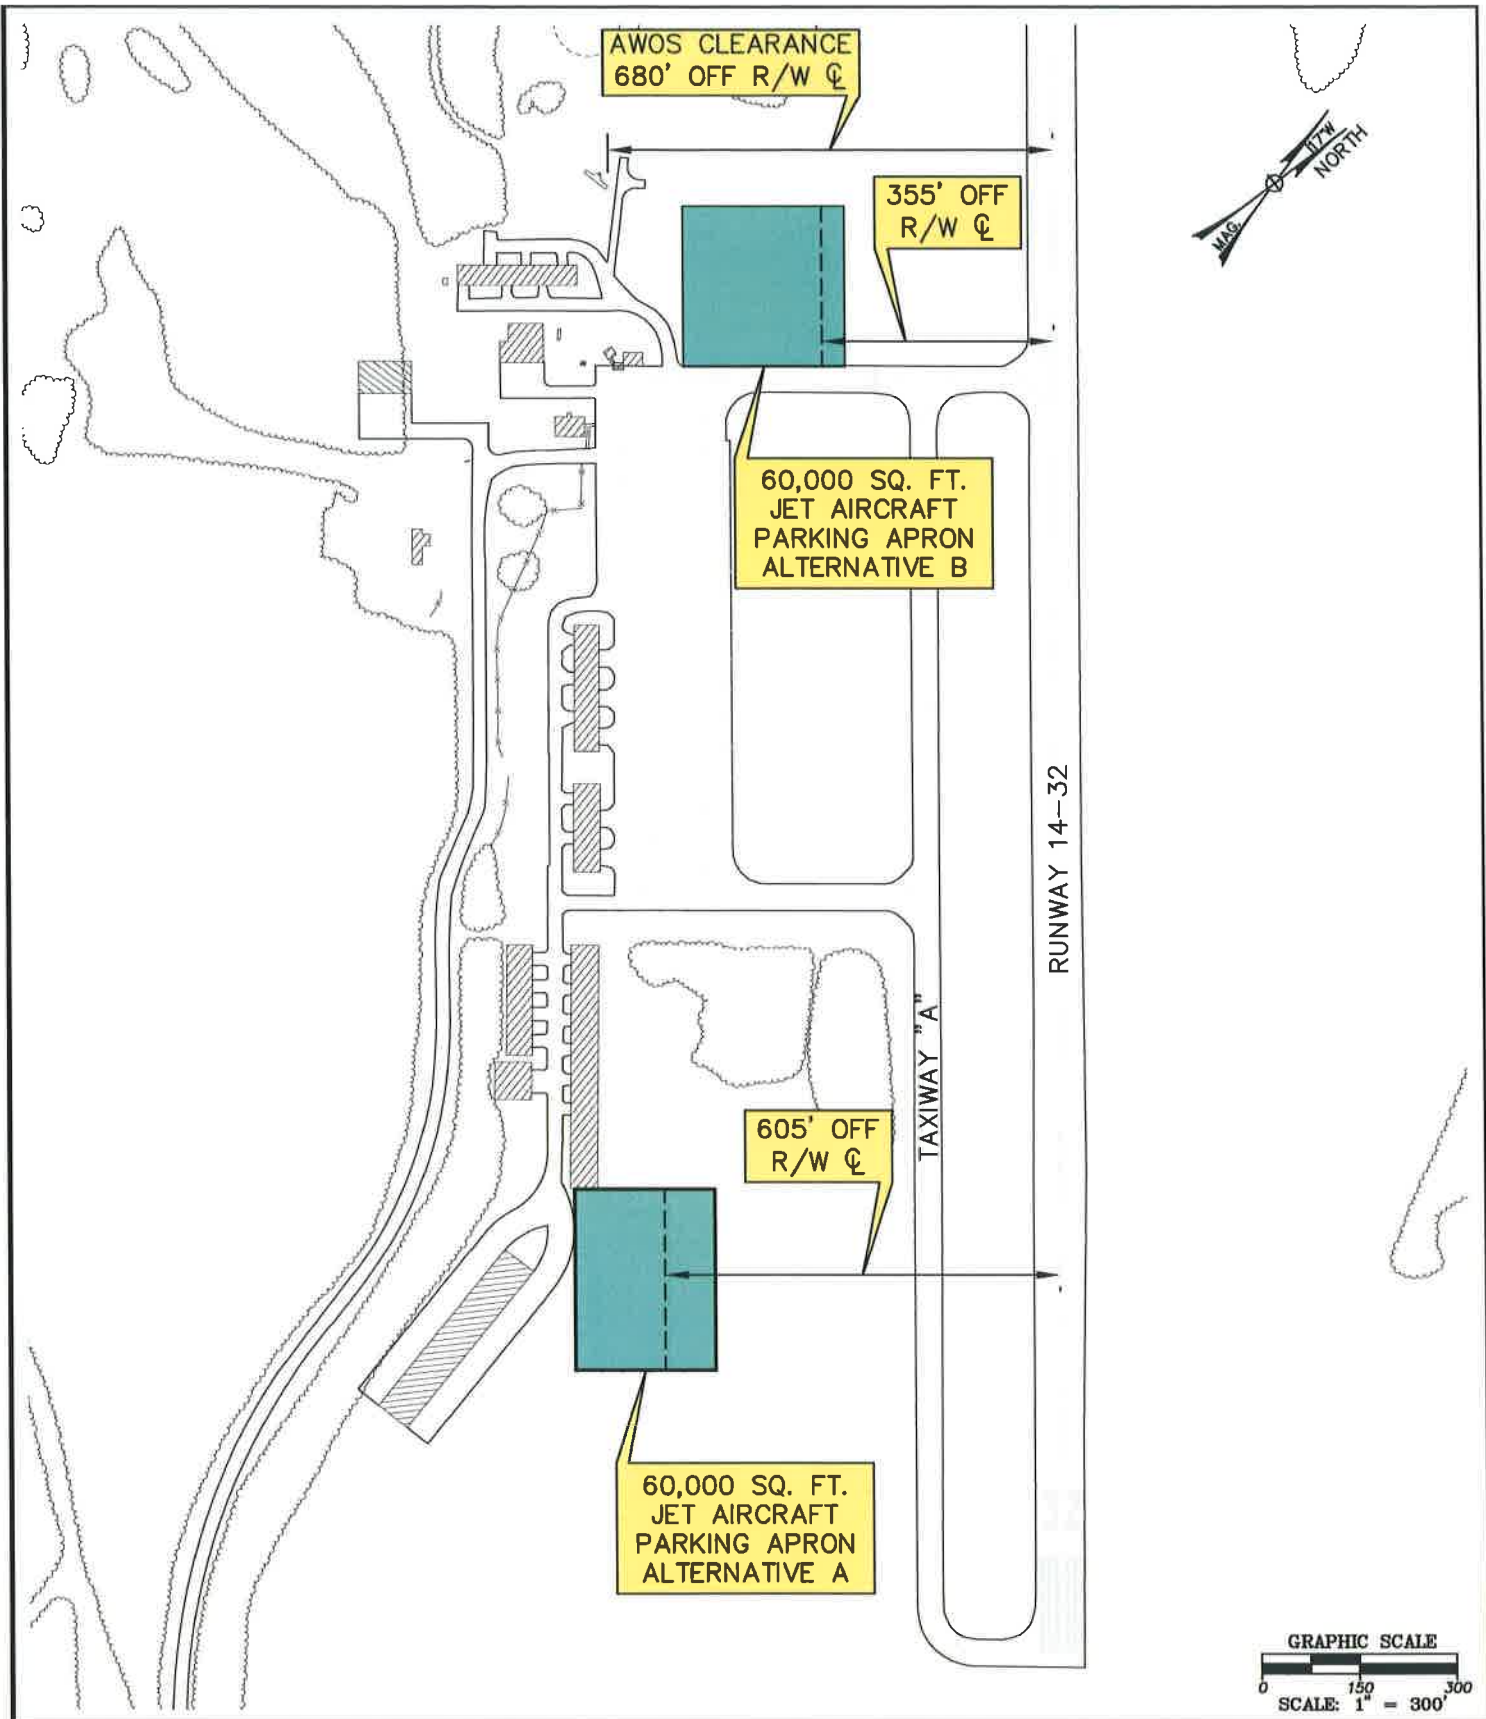 AWOS CLEARANCE
680' OFF R/W ℄
17°W
NORTH
MAG.
355' OFF
R/W ℄
60,000 SQ. FT.
JET AIRCRAFT
PARKING APRON
ALTERNATIVE B
RUNWAY 14-32
TAXIWAY "A"
605' OFF
R/W ℄
60,000 SQ. FT.
JET AIRCRAFT
PARKING APRON
ALTERNATIVE A
32
GRAPHIC SCALE
0 150 300
SCALE: 1" = 300'